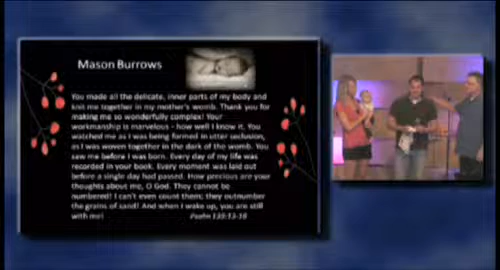 Mason Burrows
You made all the delicate, inner parts of my body and
knit me together in my mother's womb. Thank you for
making me so wonderfully complex! Your
workmanship is marvelous - how well I know it. You
watched me as I was being formed in utter seclusion,
as I was woven together in the dark of the womb. You
saw me before I was born. Every day of my life was
recorded in your book. Every moment was laid out
before a single day had passed. How precious are your
thoughts about me, O God. They cannot be
numbered! I can't even count them; they outnumber
the grains of sand! And when I wake up, you are still
with me! Psalm 139:13-18